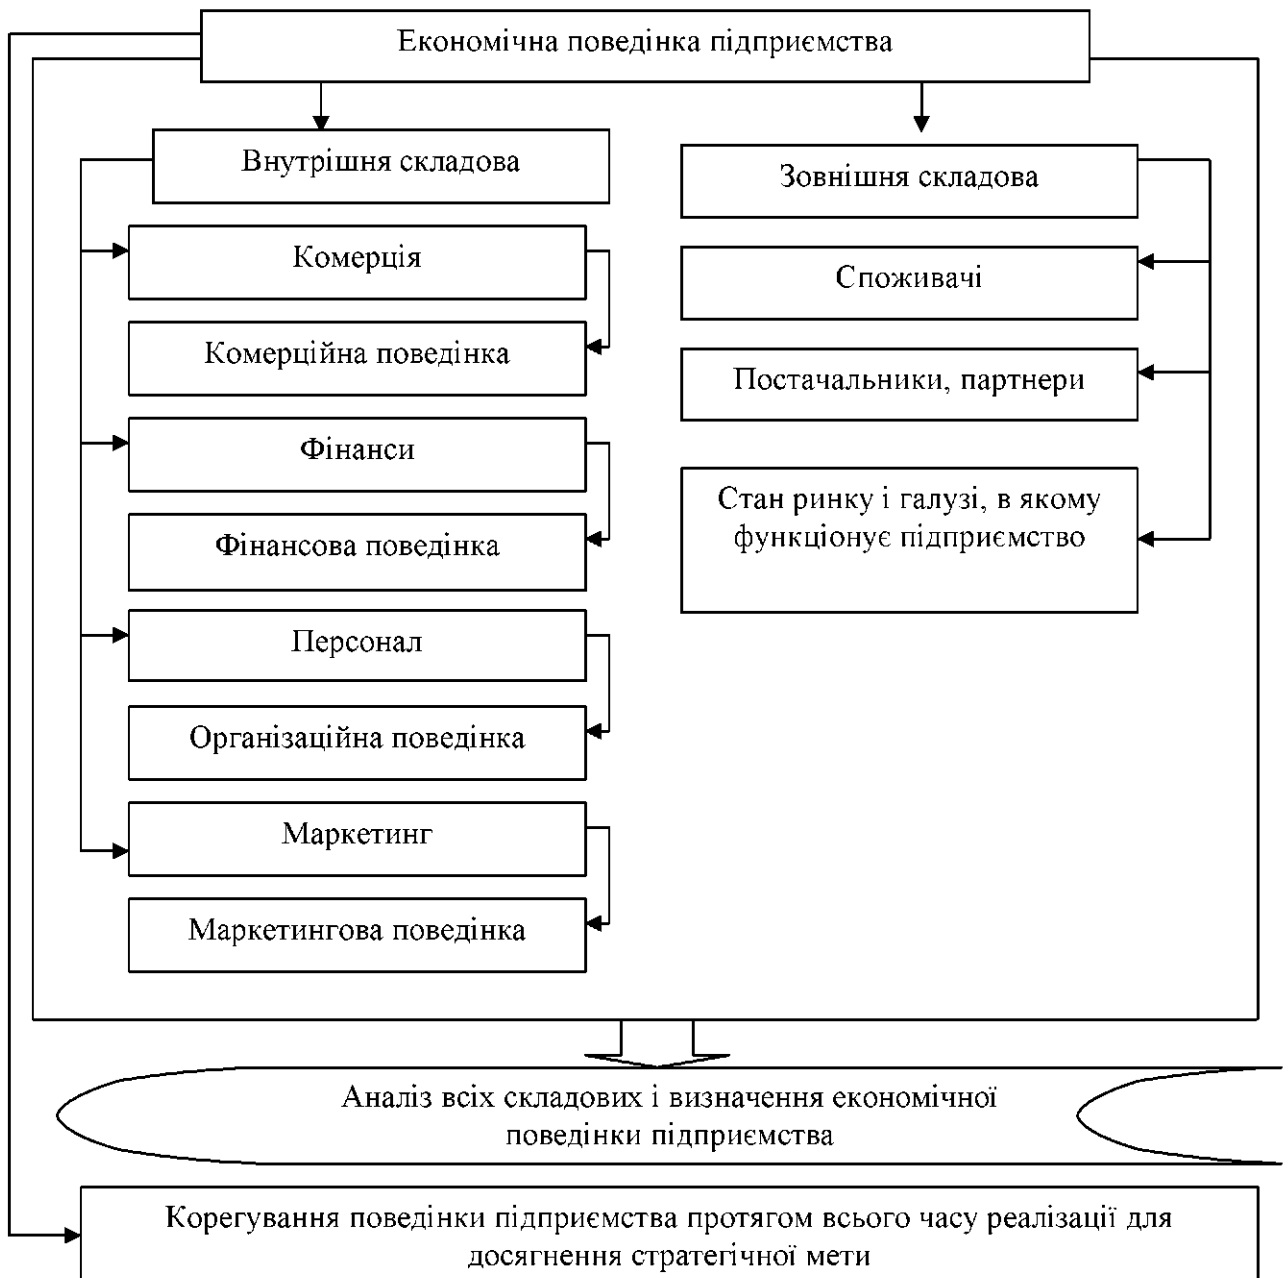 Економічна поведінка підприємства
Внутрішня складова
Комерція
Комерційна поведінка
Фінанси
Фінансова поведінка
Персонал
Організаційна поведінка
Маркетинг
Маркетингова поведінка
Зовнішня складова
Споживачі
Постачальники, партнери
Стан ринку і галузі, в якому
функціонує підприємство
Аналіз всіх складових і визначення економічної
поведінки підприємства
Корегування поведінки підприємства протягом всього часу реалізації для
досягнення стратегічної мети